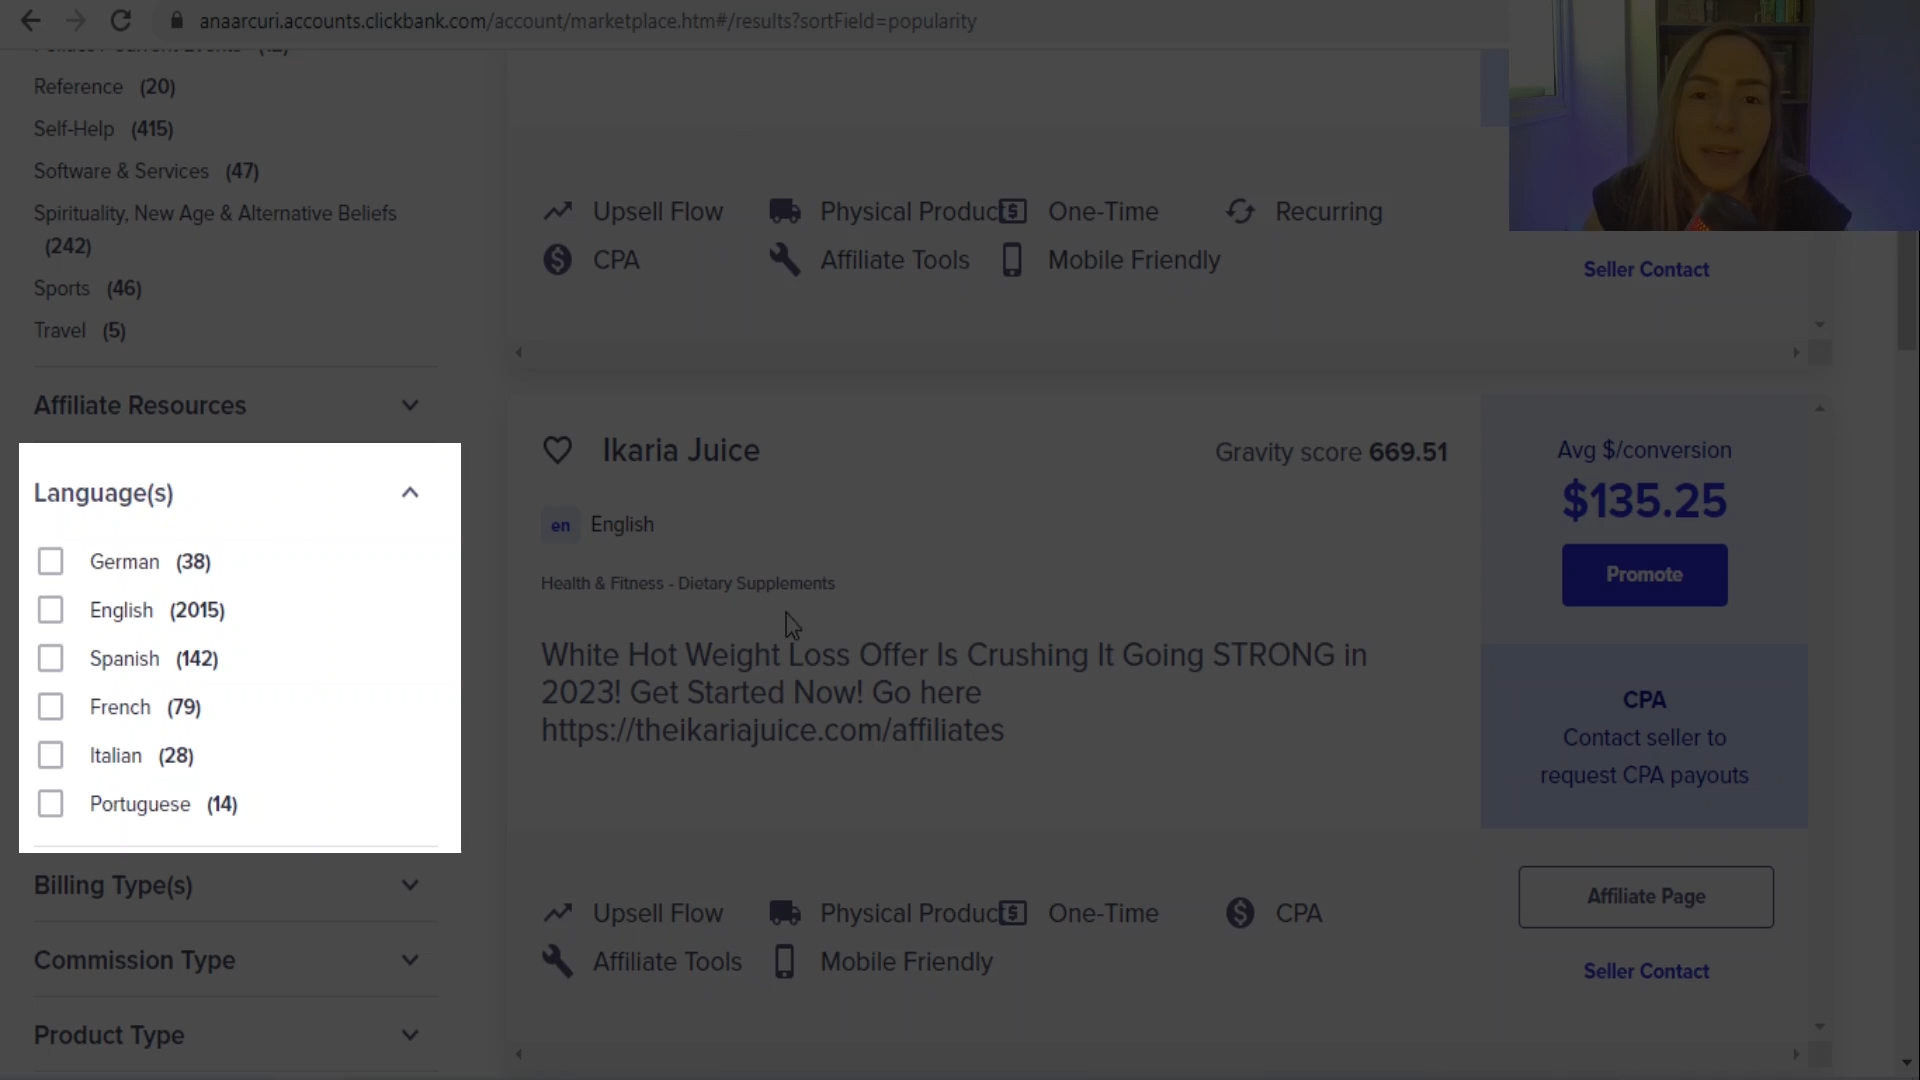 anaarcuri.accounts.clickbank.com/account/marketplace.htm#/results?sortField=popularity
Reference (20)
Self-Help (415)
Software & Services (47)
Spirituality, New Age & Alternative Beliefs
(242)
Sports (46)
Travel (5)
Affiliate Resources
Language(s)
German (38)
English (2015)
Spanish (142)
French (79)
Italian (28)
Portuguese (14)
Billing Type(s)
Commission Type
Product Type
Upsell Flow Physical Produc One-Time Recurring
CPA Affiliate Tools Mobile Friendly
Seller Contact
Ikaria Juice
Gravity score 669.51
en English
Health & Fitness - Dietary Supplements
White Hot Weight Loss Offer Is Crushing It Going STRONG in
2023! Get Started Now! Go here
https://theikariajuice.com/affiliates
Avg $/conversion
$135.25
Promote
CPA
Contact seller to
request CPA payouts
Upsell Flow Physical Produc One-Time CPA
Affiliate Tools Mobile Friendly
Affiliate Page
Seller Contact